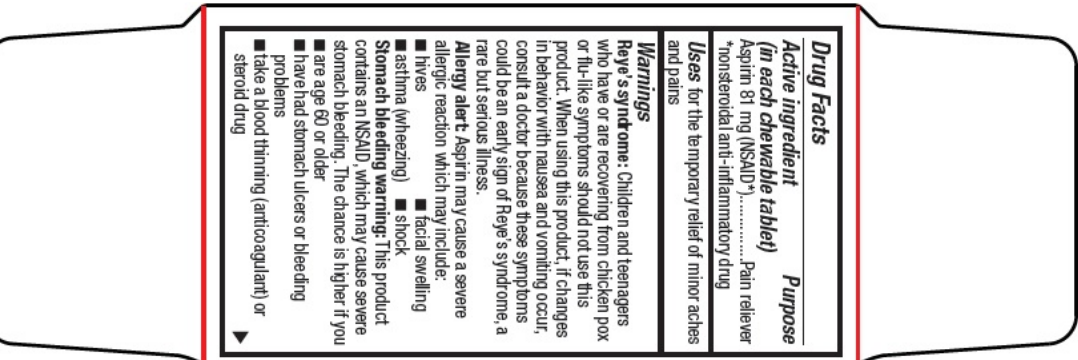 Drug Facts
Active ingredient Purpose
(in each chewable tablet)
Aspirin 81 mg (NSAID*)..............Pain reliever
*nonsteroidal anti-inflammatory drug
Uses for the temporary relief of minor aches
and pains
Warnings
Reye's syndrome: Children and teenagers
who have or are recovering from chicken pox
or flu-like symptoms should not use this
product. When using this product, if changes
in behavior with nausea and vomiting occur,
consult a doctor because these symptoms
could be an early sign of Reye's syndrome, a
rare but serious illness.
Allergy alert: Aspirin may cause a severe
allergic reaction which may include:
■ hives ■ facial swelling
■ asthma (wheezing) ■ shock
Stomach bleeding warning: This product
contains an NSAID, which may cause severe
stomach bleeding. The chance is higher if you
■ are age 60 or older
■ have had stomach ulcers or bleeding
problems
■ take a blood thinning (anticoagulant) or
steroid drug